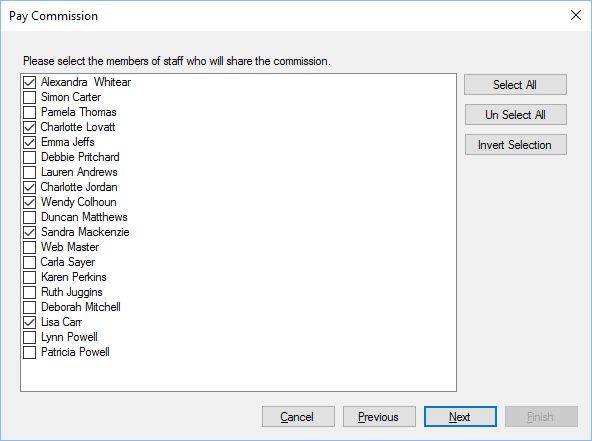 Pay Commission
Please select the members of staff who will share the commission.
Alexandra  Whitear
Simon Carter
Pamela Thomas
Charlotte Lovatt
Emma Jeffs
Debbie Pritchard
Lauren Andrews
Charlotte Jordan
Wendy Colhoun
Duncan Matthews
Sandra Mackenzie
Web Master
Carla Sayer
Karen Perkins
Ruth Juggins
Deborah Mitchell
Lisa Carr
Lynn Powell
Patricia Powell
Select All
Un Select All
Invert Selection
Cancel
Previous
Next
Finish